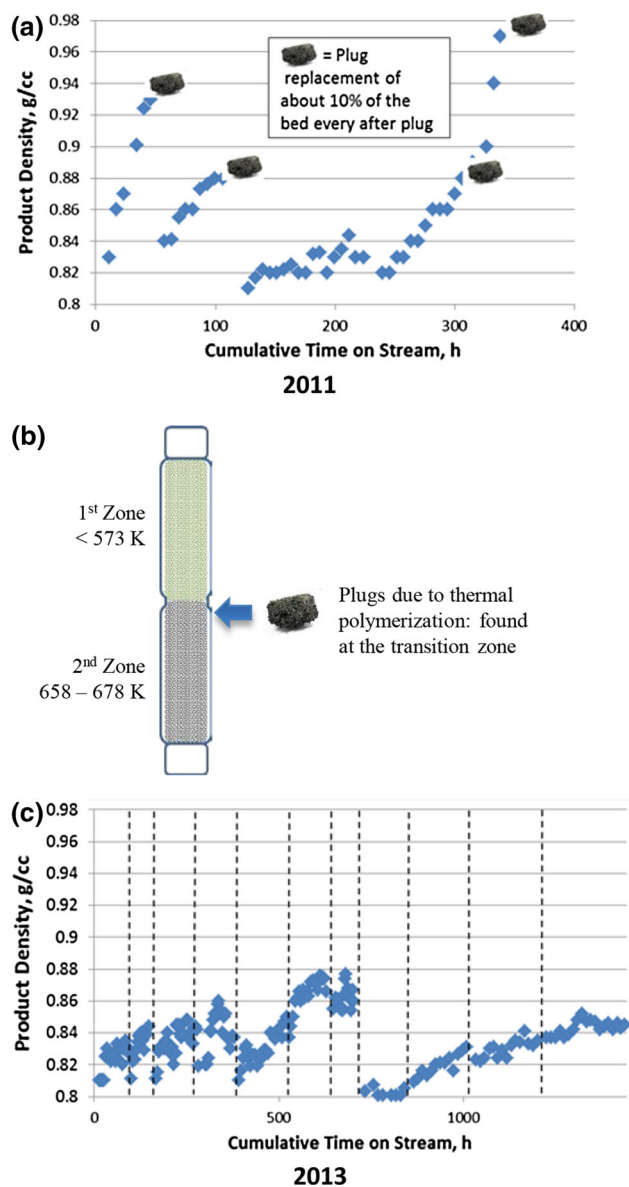 (a)
Product Density, g/cc
0.98
0.96
0.94
0.92
0.9
0.88
0.86
0.84
0.82
0.8
= Plug
replacement of
about 10% of the
bed every after plug
0 100 200 300 400
Cumulative Time on Stream, h
2011
(b)
1st Zone
< 573 K
2nd Zone
658 – 678 K
Plugs due to thermal
polymerization: found
at the transition zone
(c)
Product Density, g/cc
0.98
0.96
0.94
0.92
0.9
0.88
0.86
0.84
0.82
0.8
0 500 1000
Cumulative Time on Stream, h
2013